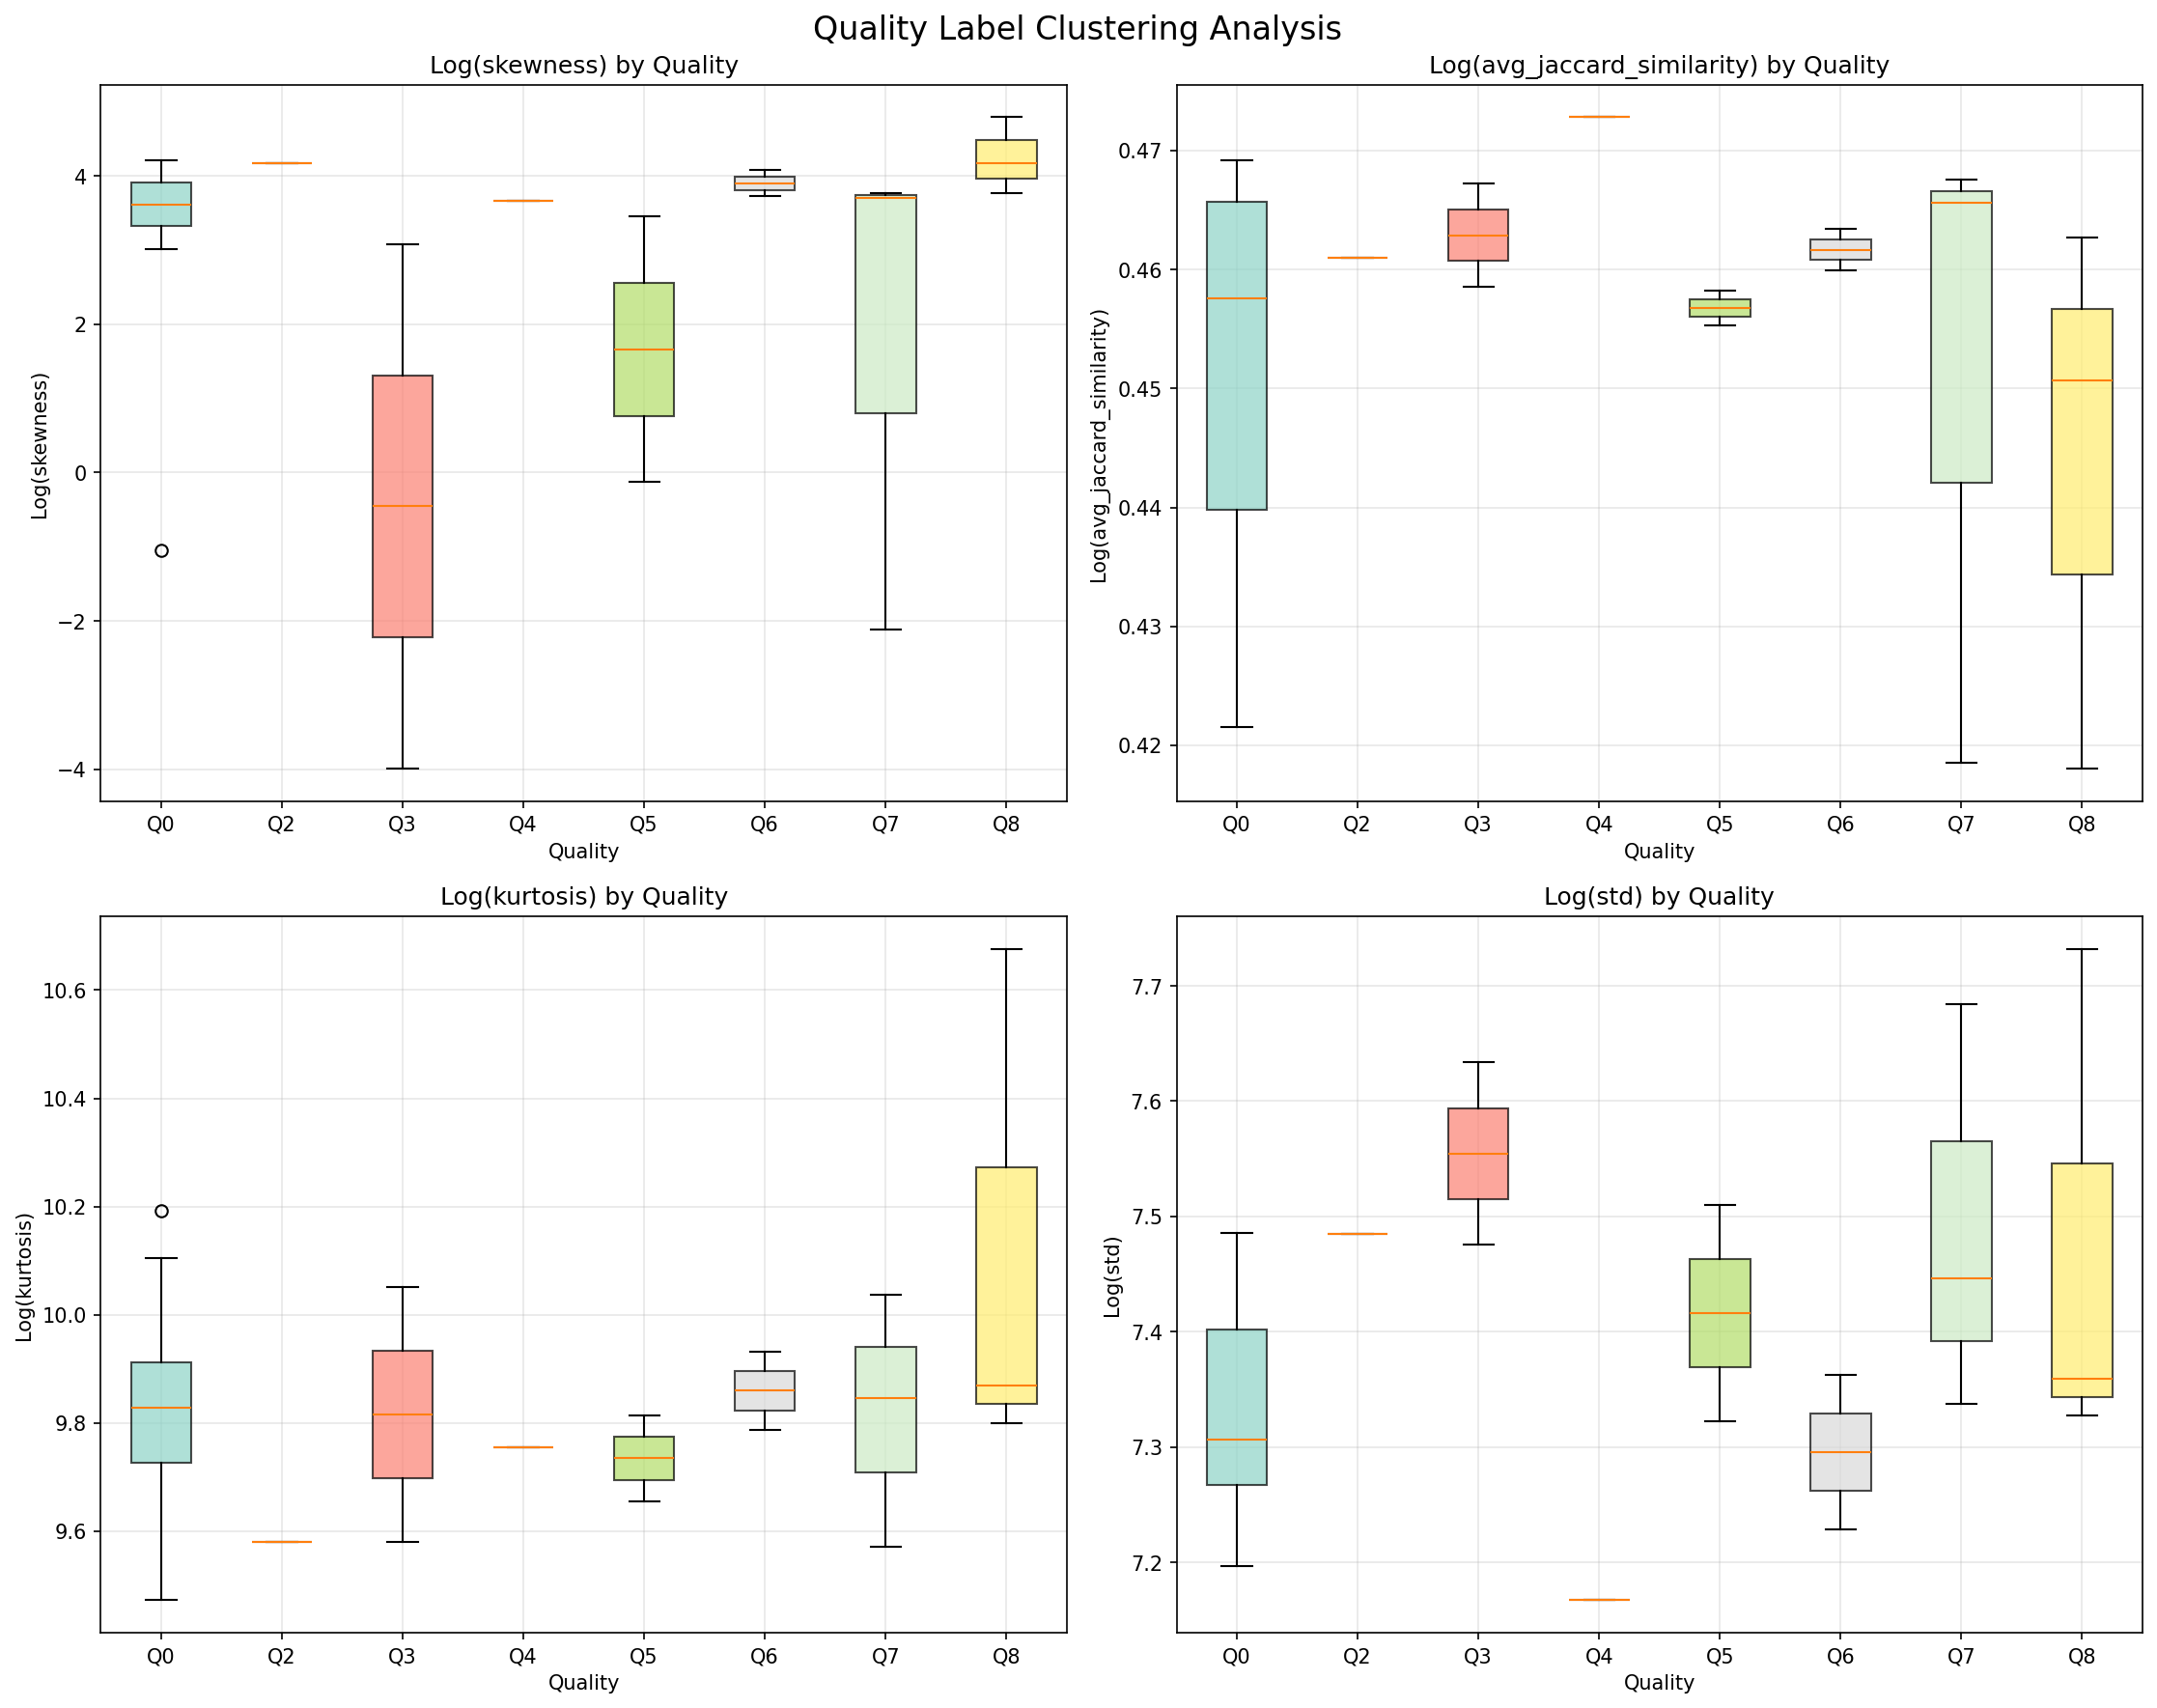 Quality Label Clustering Analysis
Log(skewness) by Quality
Log(skewness)
4
2
0
−2
−4
Q0 Q2 Q3 Q4 Q5 Q6 Q7 Q8
Quality
Log(avg_jaccard_similarity) by Quality
Log(avg_jaccard_similarity)
0.47
0.46
0.45
0.44
0.43
0.42
Q0 Q2 Q3 Q4 Q5 Q6 Q7 Q8
Quality
Log(kurtosis) by Quality
Log(kurtosis)
10.6
10.4
10.2
10.0
9.8
9.6
Q0 Q2 Q3 Q4 Q5 Q6 Q7 Q8
Quality
Log(std) by Quality
Log(std)
7.7
7.6
7.5
7.4
7.3
7.2
Q0 Q2 Q3 Q4 Q5 Q6 Q7 Q8
Quality